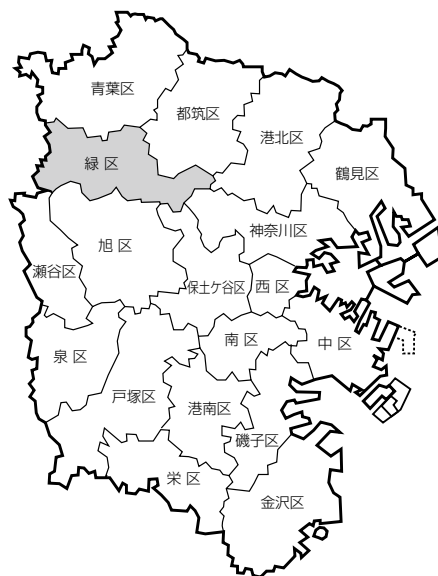 青葉区
都筑区
港北区
緑 区
鶴見区
神奈川区
旭 区
瀬谷区
保土ケ谷区
西 区
南 区
中 区
泉 区
戸塚区
港南区
磯子区
栄 区
金沢区